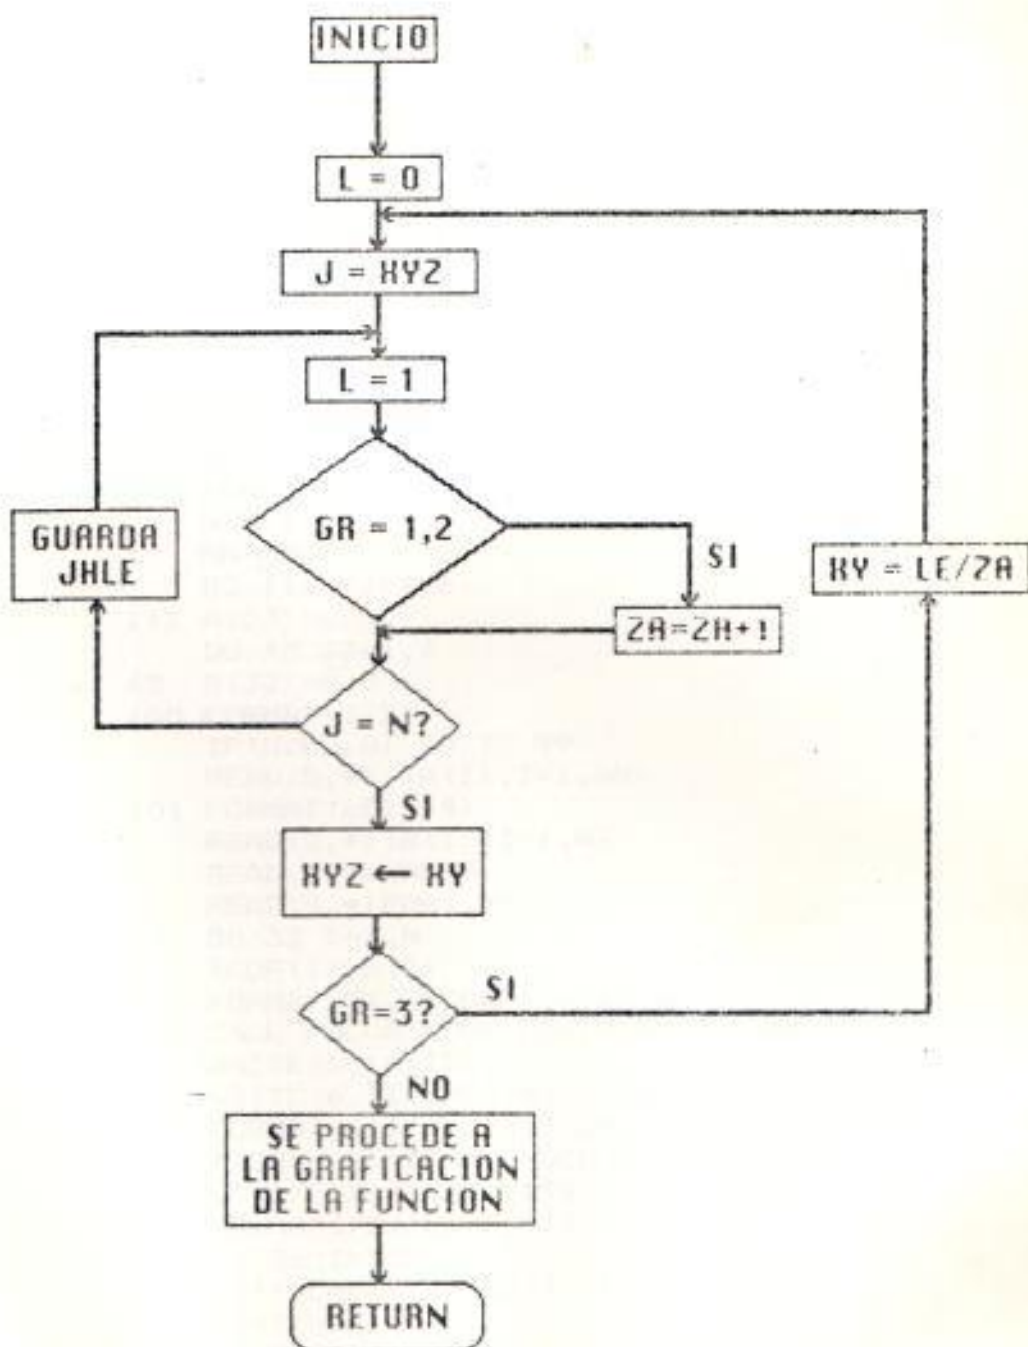 INICIO
L = 0
J = XYZ
L = 1
GR = 1,2
SI
GUARDA
JHLE
XY = LE/ZA
ZA=ZA+1
J = N?
SI
XYZ ← XY
GR=3?
SI
NO
SE PROCEDE A
LA GRAFICACION
DE LA FUNCION
RETURN